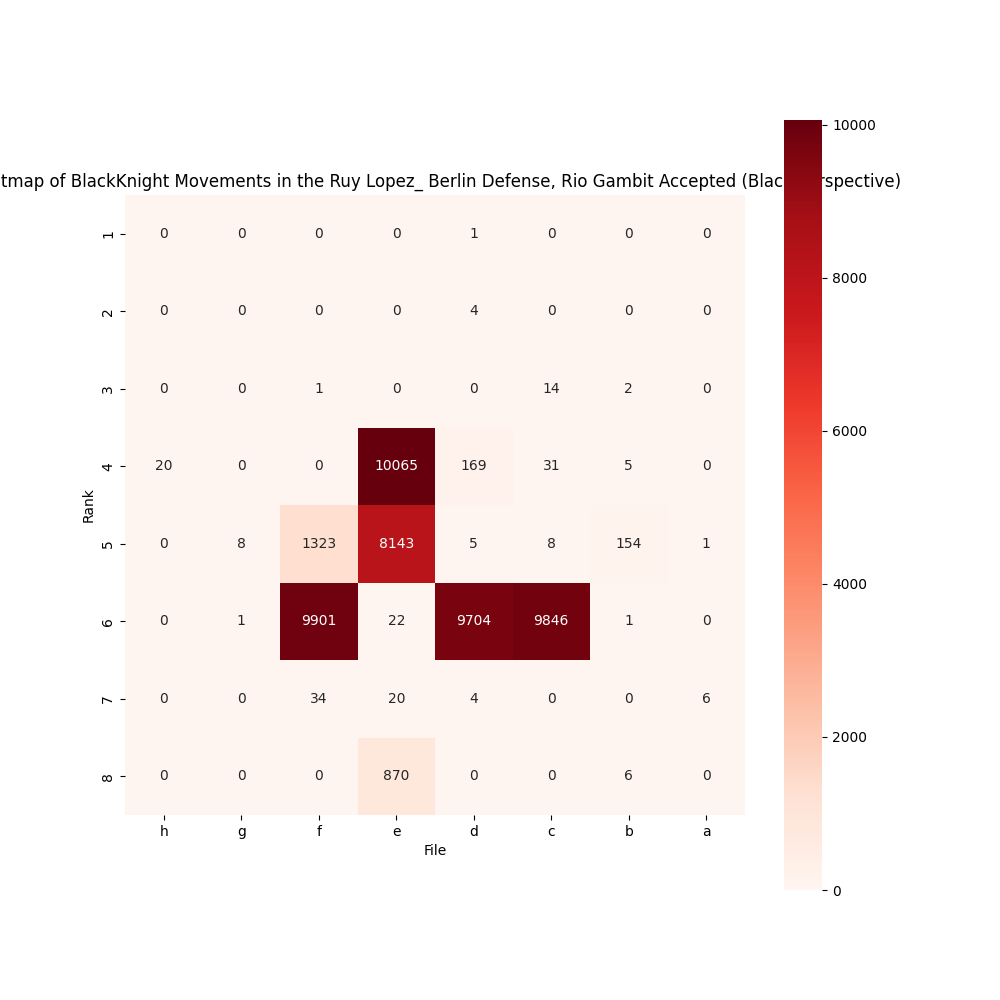 10000
tmap of BlackKnight Movements in the Ruy Lopez_ Berlin Defense, Rio Gambit Accepted (Blac rspective)
1 0 0 0 0 1 0 0 0
8000
2 0 0 0 0 4 0 0 0
3 0 0 1 0 0 14 2 0
6000
4 20 0 0 10065 169 31 5 0
Rank
5 0 8 1323 8143 5 8 154 1
4000
6 0 1 9901 22 9704 9846 1 0
7 0 0 34 20 4 0 0 6
2000
8 0 0 0 870 0 0 6 0
h g f e d c b a
File
0